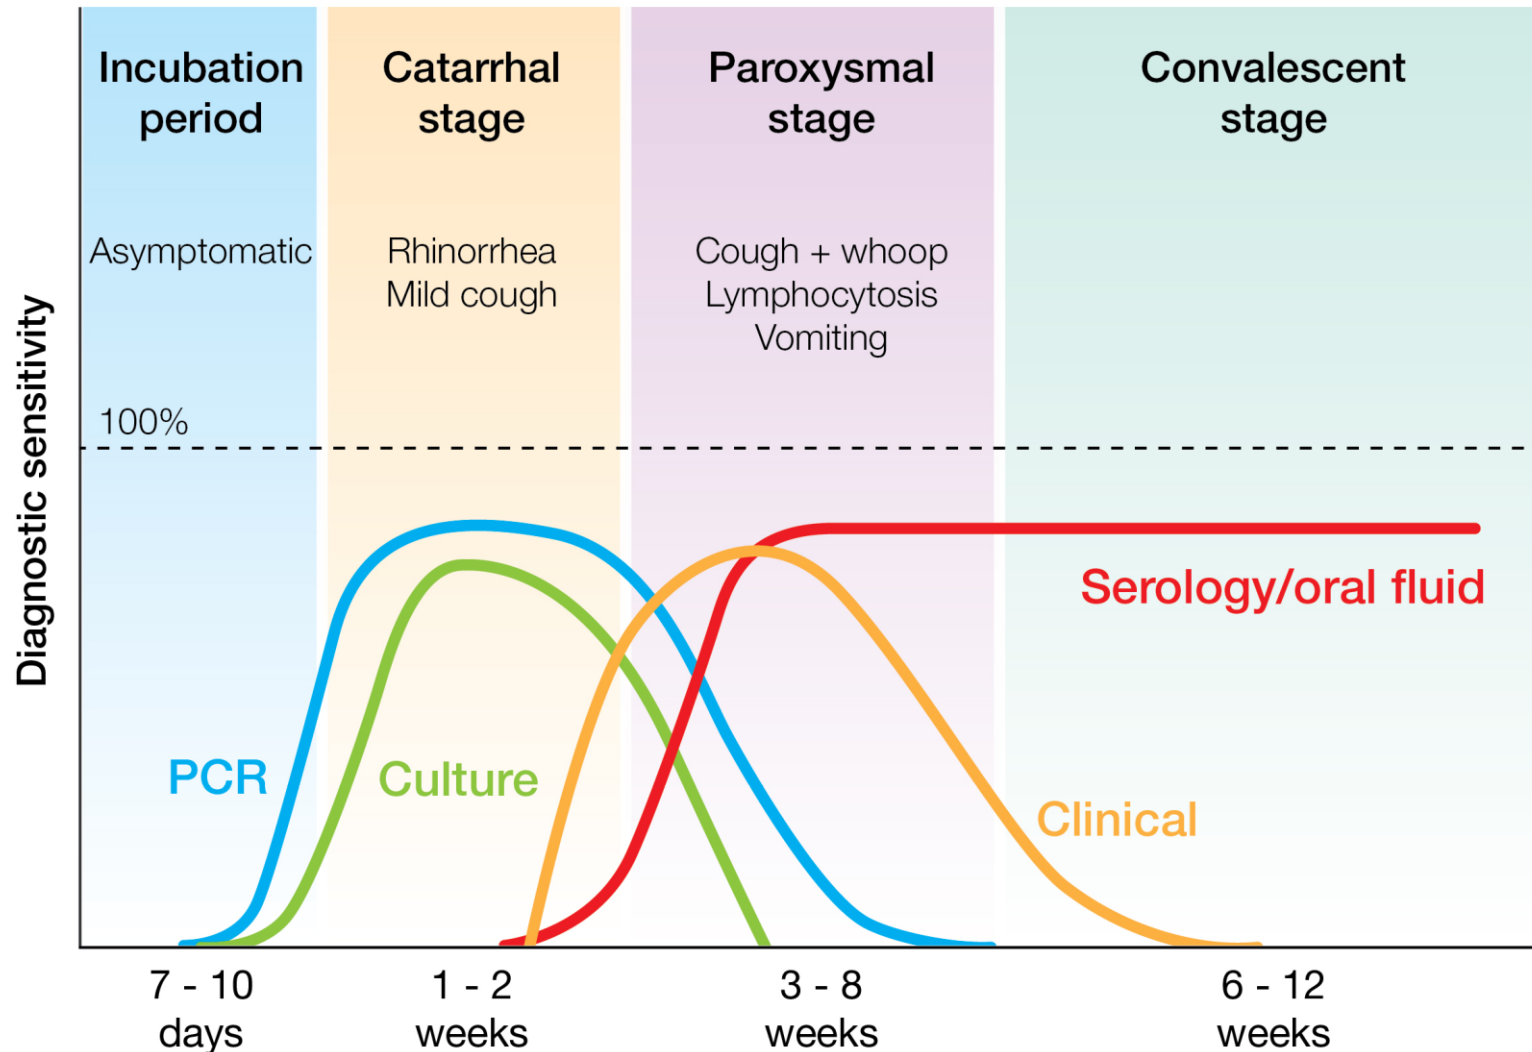 Incubation
period
Catarrhal
stage
Paroxysmal
stage
Convalescent
stage
Asymptomatic
Rhinorrhea
Mild cough
Cough + whoop
Lymphocytosis
Vomiting
100%
Diagnostic sensitivity
Serology/oral fluid
PCR
Culture
Clinical
7 - 10
days
1 - 2
weeks
3 - 8
weeks
6 - 12
weeks